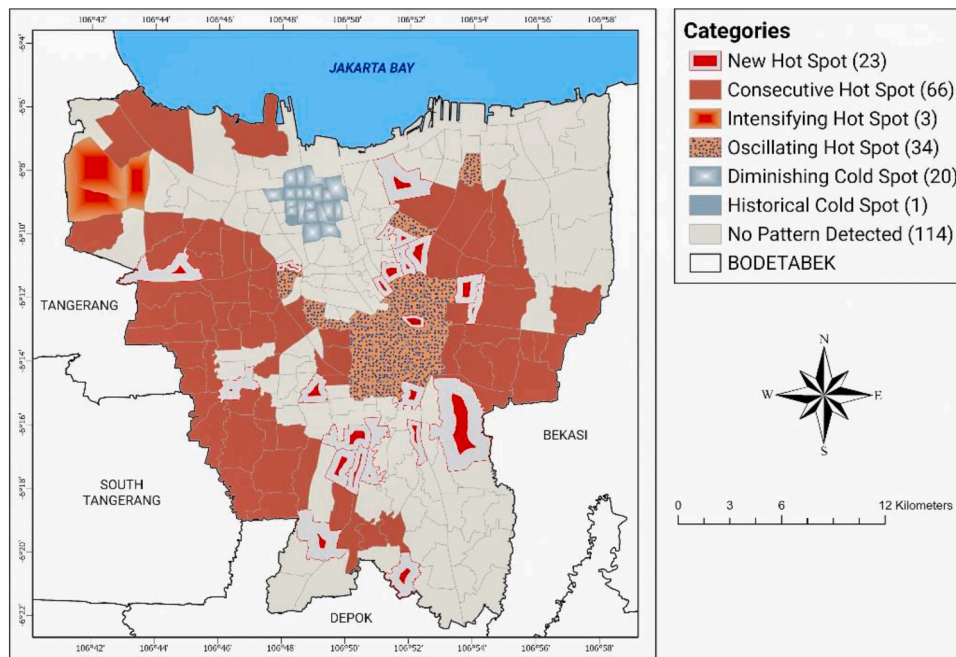 106°42' 106°44' 106°46' 106°49' 106°50' 106°52' 106°54' 106°56' 106°58'
-6°4'
-6°5'
-6°8'
-6°10'
-6°12'
-6°14'
-6°16'
-6°18'
-6°20'
-6°22'
JAKARTA BAY
TANGERANG
BEKASI
SOUTH
TANGERANG
DEPOK
106°42' 106°44' 106°46' 106°49' 106°50' 106°52' 106°54' 106°56' 106°58'
Categories
New Hot Spot (23)
Consecutive Hot Spot (66)
Intensifying Hot Spot (3)
Oscillating Hot Spot (34)
Diminishing Cold Spot (20)
Historical Cold Spot (1)
No Pattern Detected (114)
BODETABEK
N
W E
S
0 3 6 12 Kilometers